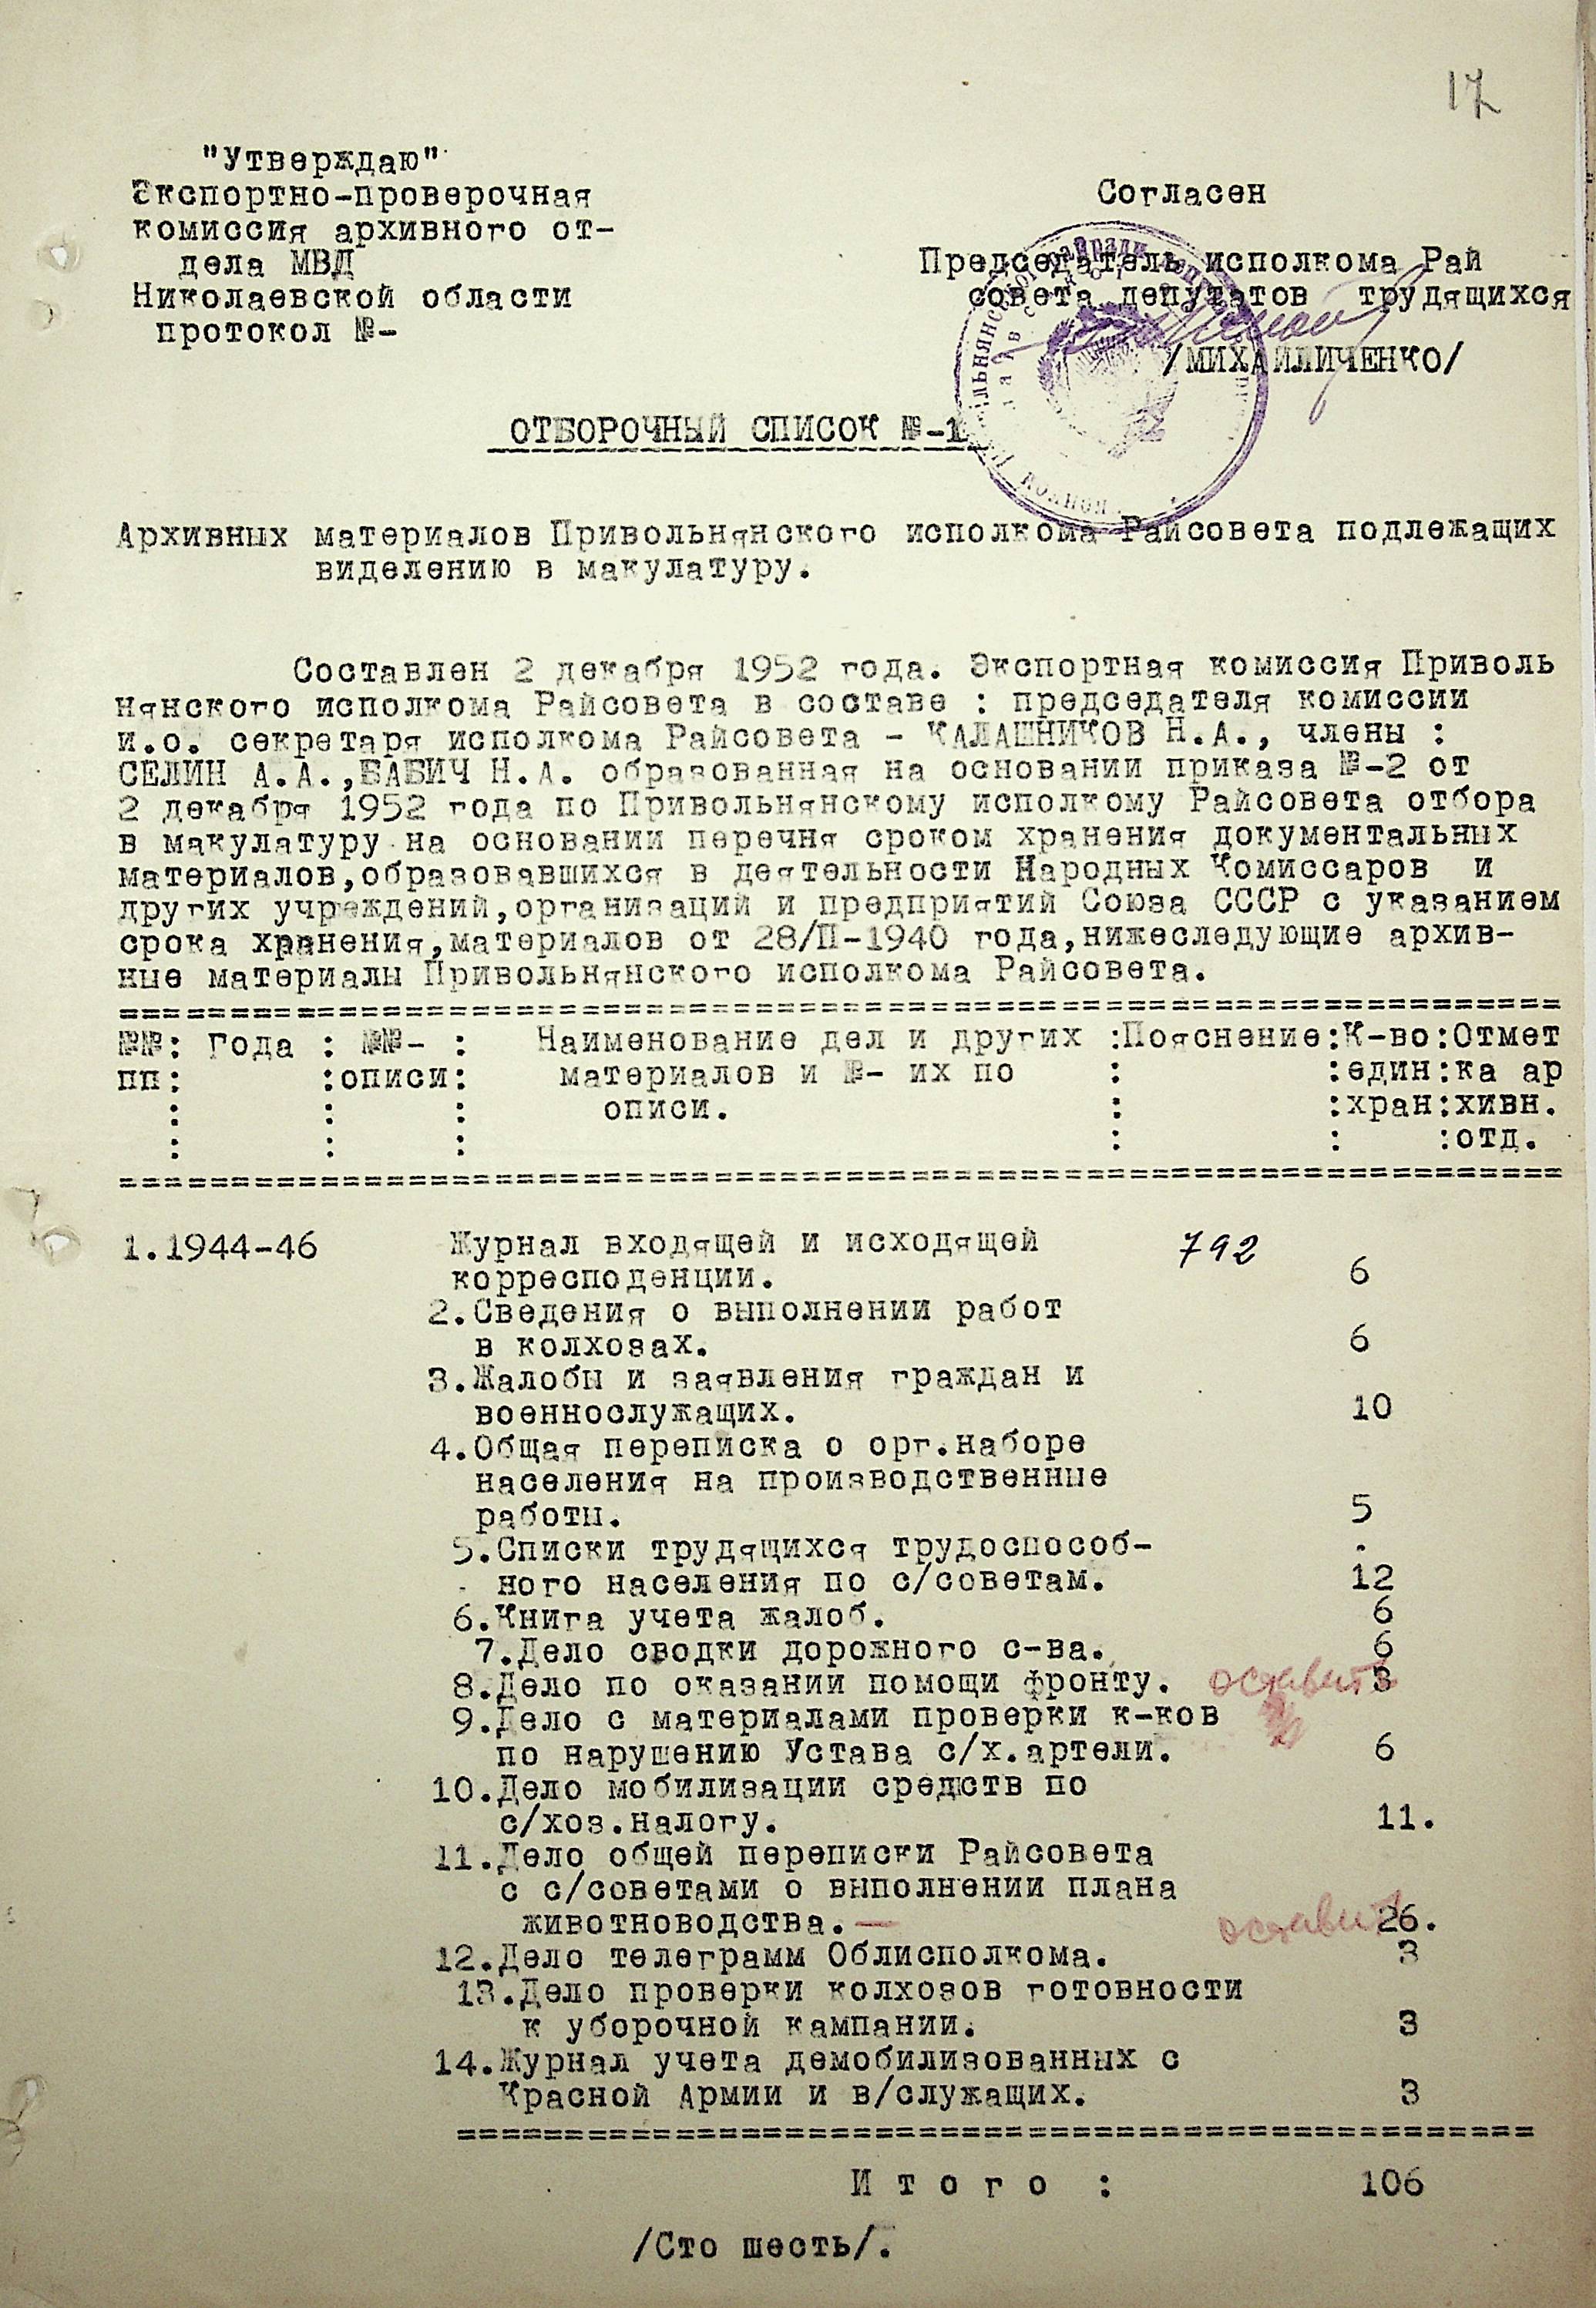 17
"Утверждаю"
Экспортно-проверочная
комиссия архивного от-
дела МВД
Николаевской области
протокол №-
Согласен
Председатель исполкома Рай
совета депутатов трудящихся
/МИХАЙЛИЧЕНКО/
ОТБОРОЧНЫЙ СПИСОК №-1
Архивных материалов Привольнянского исполкома Райсовета подлежащих
виделению в макулатуру.
Составлен 2 декабря 1952 года. Экспортная комиссия Приволь
нянского исполкома Райсовета в составе : председателя комиссии
и.о. секретаря исполкома Райсовета - КАЛАШНИКОВ Н.А., члены :
СЕЛИН А.А.,БАБИЧ Н.А. образованная на основании приказа №-2 от
2 декабря 1952 года по Привольнянскому исполкому Райсовета отбора
в макулатуру на основании перечня сроком хранения документальных
материалов,образовавшихся в деятельности Народных Комиссаров и
других учреждений,организаций и предприятий Союза СССР с указанием
срока хранения,материалов от 28/II-1940 года,нижеследующие архив-
ные материалы Привольнянского исполкома Райсовета.
№№: Года : №№- : Наименование дел и других :Пояснение:К-во:Отмет
пп: :описи: материалов и №- их по : :един:ка ар
: : : описи. : :хран:хивн.
: : : : : :отд.
1.1944-46 Журнал входящей и исходящей 792
корресподенции. 6
2.Сведения о выполнении работ
в колхозах. 6
3.Жалобы и заявления граждан и
военнослужащих. 10
4.Общая переписка о орг.наборе
населения на производственные
работы. 5
5.Списки трудящихся трудоспособ-
ного населения по с/советам. 12
6.Книга учета жалоб. 6
7.Дело сводки дорожного с-ва. 6
8.Дело по оказании помощи фронту. оставить 3
9.Дело с материалами проверки к-ков
по нарушению Устава с/х.артели. 6
10.Дело мобилизации средств по
с/хоз.налогу. 11.
11.Дело общей переписки Райсовета
с с/советами о выполнении плана
животноводства.— оставить 26.
12.Дело телеграмм Облисполкома. 3
13.Дело проверки колхозов готовности
к уборочной кампании. 3
14.Журнал учета демобилизованных с
Красной Армии и в/служащих. 3
И т о г о : 106
/Сто шесть/.